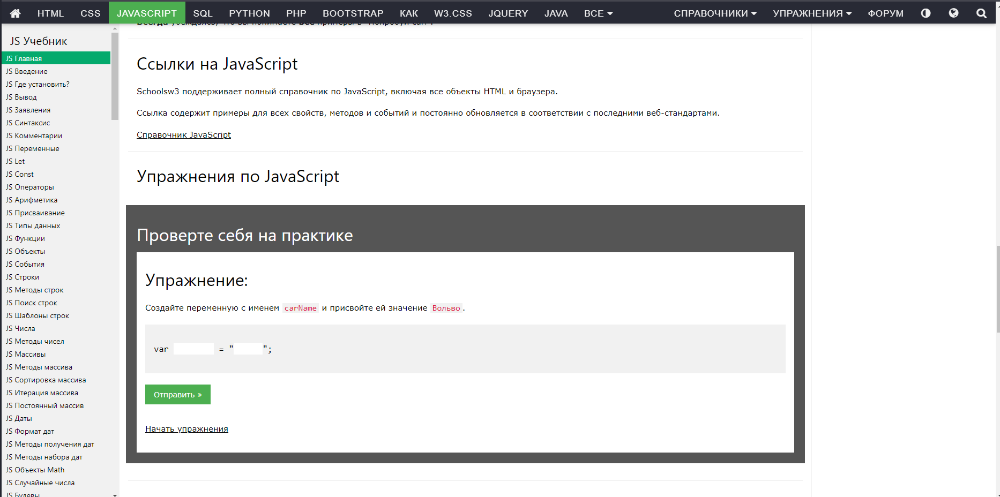 HTML CSS JAVASCRIPT SQL PYTHON PHP BOOTSTRAP КАК W3.CSS JQUERY JAVA ВСЕ СПРАВОЧНИКИ УПРАЖНЕНИЯ ФОРУМ
JS Учебник
JS Главная
JS Введение
JS Где установить?
JS Вывод
JS Заявления
JS Синтаксис
JS Комментарии
JS Переменные
JS Let
JS Const
JS Операторы
JS Арифметика
JS Присваивание
JS Типы данных
JS Функции
JS Объекты
JS События
JS Строки
JS Методы строк
JS Поиск строк
JS Шаблоны строк
JS Числа
JS Методы чисел
JS Массивы
JS Методы массива
JS Сортировка массива
JS Итерация массива
JS Постоянный массив
JS Даты
JS Формат дат
JS Методы получения дат
JS Методы набора дат
JS Объекты Math
JS Случайные числа
JS Булевы
Ссылки на JavaScript
Schoolsw3 поддерживает полный справочник по JavaScript, включая все объекты HTML и браузера.
Ссылка содержит примеры для всех свойств, методов и событий и постоянно обновляется в соответствии с последними веб-стандартами.
Справочник JavaScript
Упражнения по JavaScript
Проверте себя на практике
Упражнение:
Создайте переменную с именем carName и присвойте ей значение Вольво.
var = "";
Отправить »
Начать упражнения